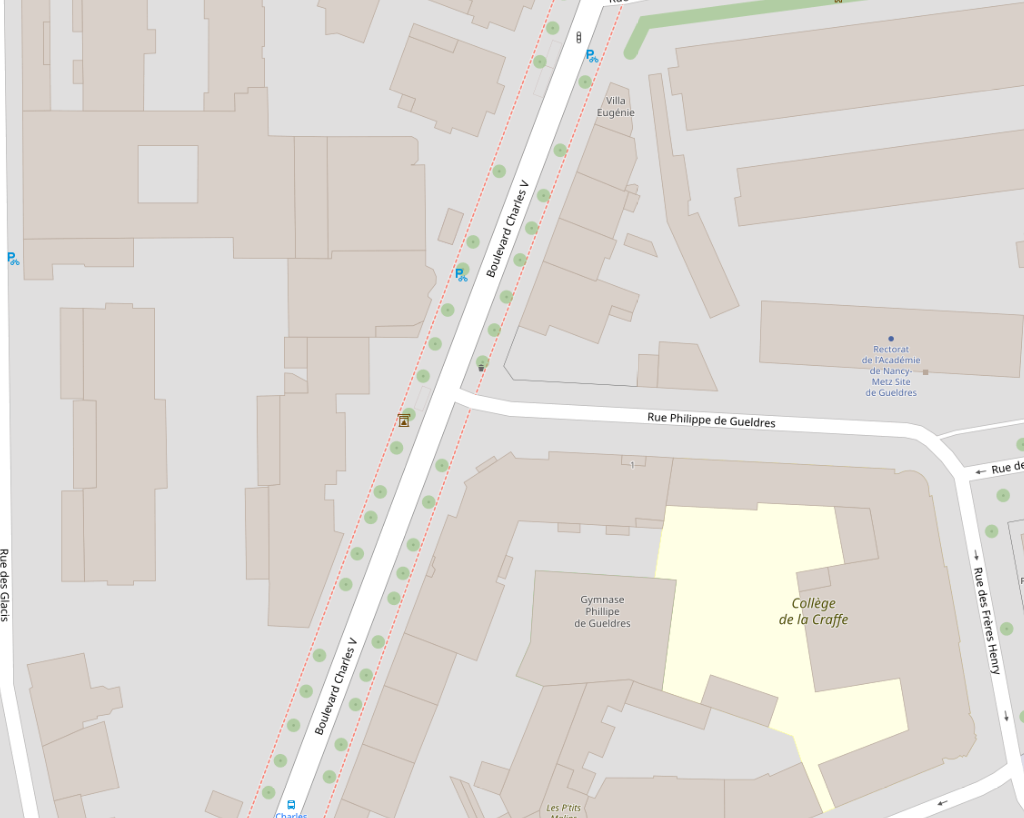 Villa
Eugénie
Boulevard Charles V
Rectorat
de l'Académie
de Nancy-
Metz Site
de Gueldres
Rue Philippe de Gueldres
1
Rue de
Rue des Glacis
Gymnase
Phillipe
de Gueldres
Collège
de la Craffe
Rue des Frères Henry
Boulevard Charles V
Les P'tits
Charles